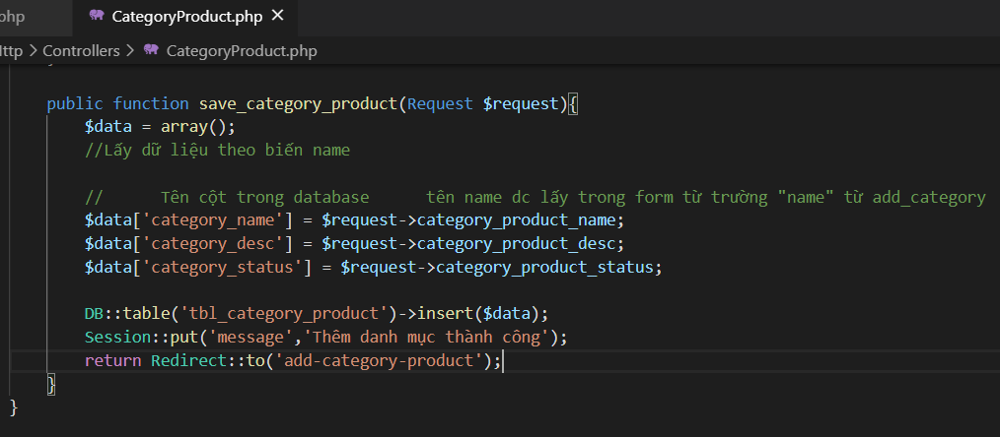 php
CategoryProduct.php
Http > Controllers > CategoryProduct.php
public function save_category_product(Request $request){
$data = array();
//Lấy dữ liệu theo biến name
// Tên cột trong database tên name dc lấy trong form từ trường "name" từ add_category
$data['category_name'] = $request->category_product_name;
$data['category_desc'] = $request->category_product_desc;
$data['category_status'] = $request->category_product_status;
DB::table('tbl_category_product')->insert($data);
Session::put('message','Thêm danh mục thành công');
return Redirect::to('add-category-product');
}
}